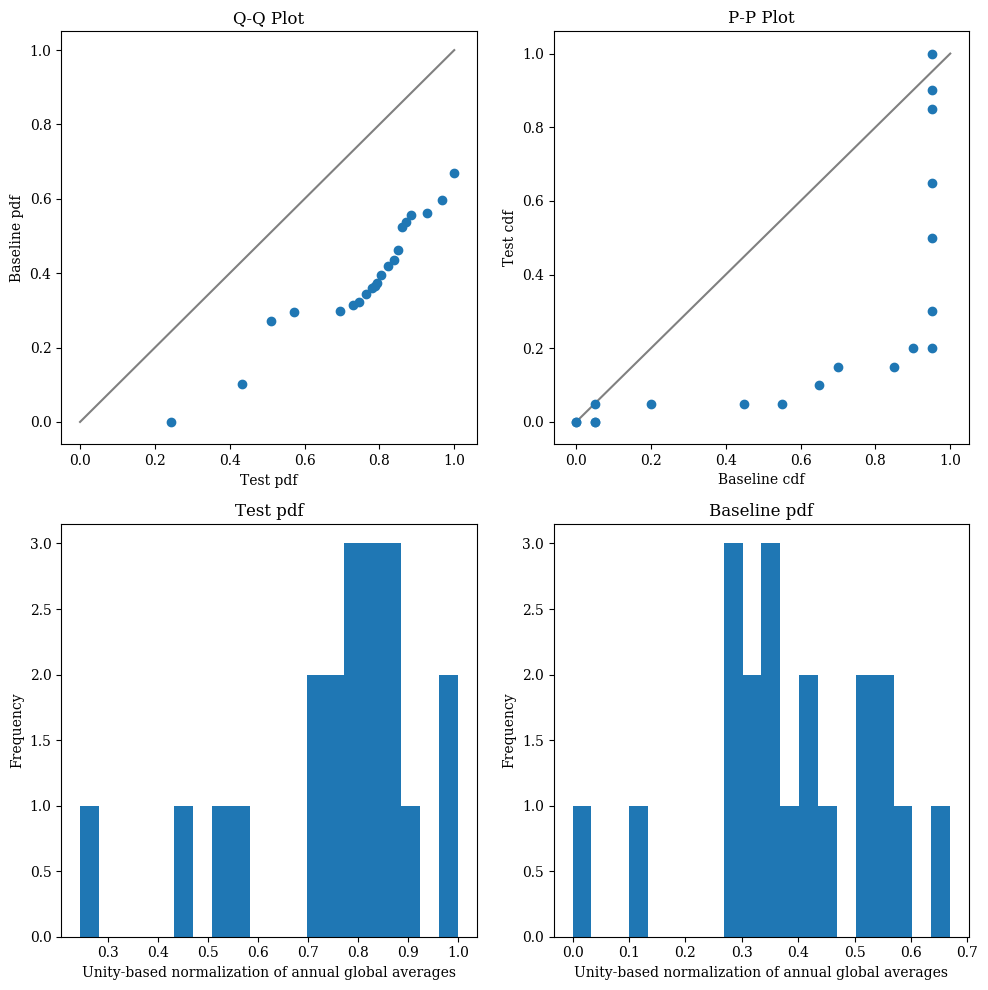 Q-Q Plot
1.0
0.8
0.6
0.4
0.2
0.0
Baseline pdf
0.0 0.2 0.4 0.6 0.8 1.0
Test pdf
P-P Plot
1.0
0.8
0.6
0.4
0.2
0.0
Test cdf
0.0 0.2 0.4 0.6 0.8 1.0
Baseline cdf
Test pdf
3.0
2.5
2.0
1.5
1.0
0.5
0.0
Frequency
0.3 0.4 0.5 0.6 0.7 0.8 0.9 1.0
Unity-based normalization of annual global averages
Baseline pdf
3.0
2.5
2.0
1.5
1.0
0.5
0.0
Frequency
0.0 0.1 0.2 0.3 0.4 0.5 0.6 0.7
Unity-based normalization of annual global averages